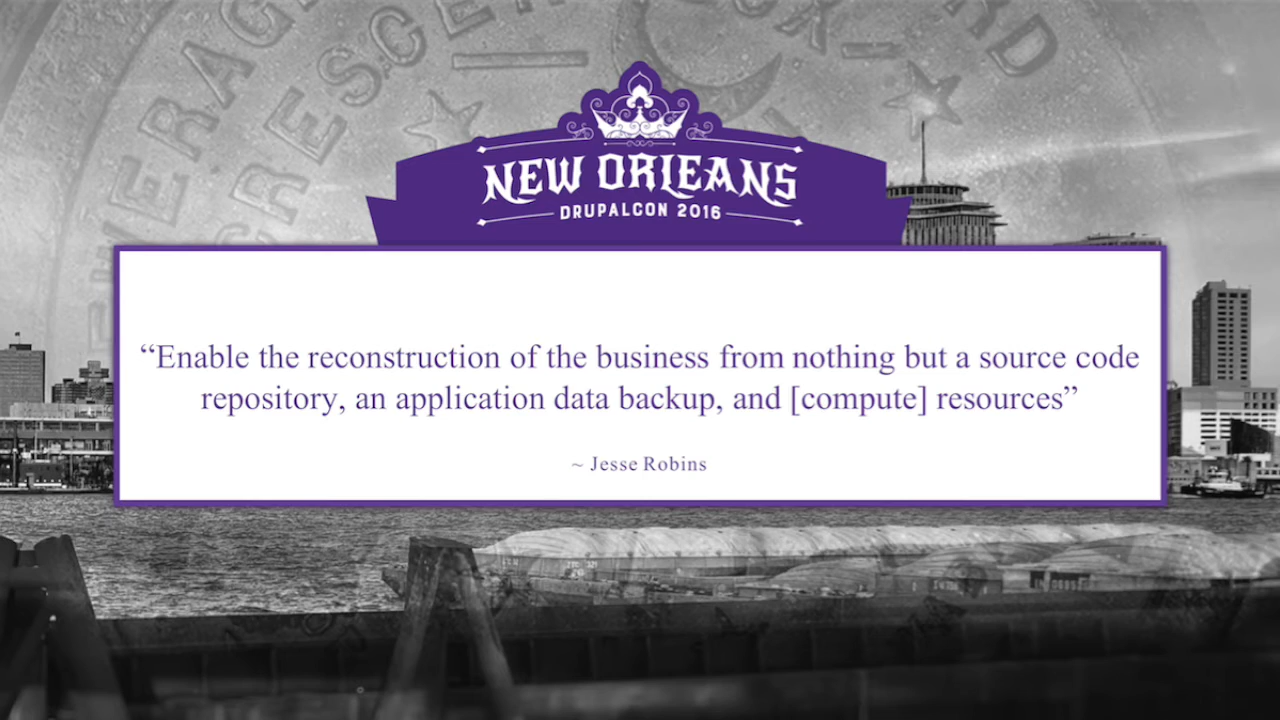 NEW ORLEANS
DRUPALCON 2016
“Enable the reconstruction of the business from nothing but a source code
repository, an application data backup, and [compute] resources”
~ Jesse Robins